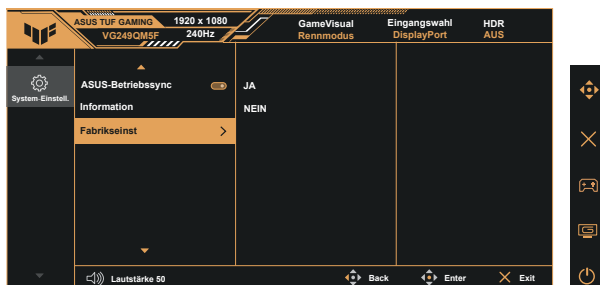 ASUS TUF GAMING 1920 x 1080
VG249QM5F 240Hz
GameVisual Eingangswahl HDR
Rennmodus DisplayPort AUS
System-Einstell.
ASUS-Betriebssync JA
Information NEIN
Fabrikseinst
Lautstärke 50 Back Enter Exit